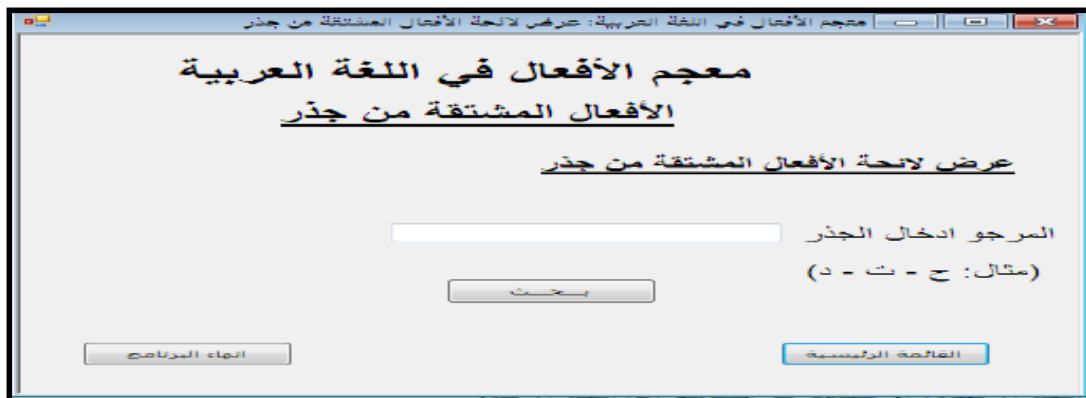 معجم الأفعال في اللغة العربية: عرض لائحة الأفعال المشتقة من جذر
معجم الأفعال في اللغة العربية
الأفعال المشتقة من جذر
عرض لائحة الأفعال المشتقة من جذر
المرجو ادخال الجذر
(مثال: ح - ت - د)
بـحـث
القائمة الرئيسية
انهاء البرنامج